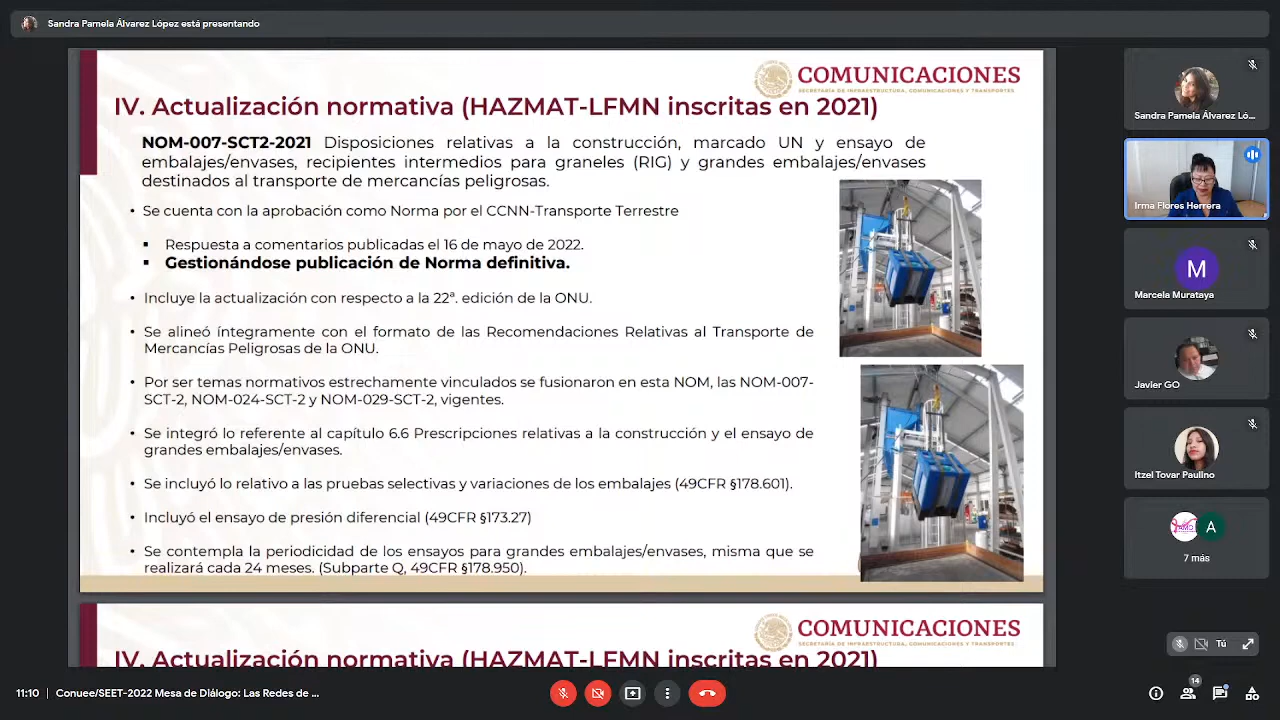 Sandra Pamela Álvarez López está presentando
COMUNICACIONES
SECRETARÍA DE INFRAESTRUCTURA, COMUNICACIONES Y TRANSPORTES
IV. Actualización normativa (HAZMAT-LFMN inscritas en 2021)
NOM-007-SCT2-2021 Disposiciones relativas a la construcción, marcado UN y ensayo de
embalajes/envases, recipientes intermedios para graneles (RIG) y grandes embalajes/envases
destinados al transporte de mercancías peligrosas.
• Se cuenta con la aprobación como Norma por el CCNN-Transporte Terrestre
▪ Respuesta a comentarios publicadas el 16 de mayo de 2022.
▪ Gestionándose publicación de Norma definitiva.
• Incluye la actualización con respecto a la 22ª. edición de la ONU.
• Se alineó íntegramente con el formato de las Recomendaciones Relativas al Transporte de
Mercancías Peligrosas de la ONU.
• Por ser temas normativos estrechamente vinculados se fusionaron en esta NOM, las NOM-007-
SCT-2, NOM-024-SCT-2 y NOM-029-SCT-2, vigentes.
• Se integró lo referente al capítulo 6.6 Prescripciones relativas a la construcción y el ensayo de
grandes embalajes/envases.
• Se incluyó lo relativo a las pruebas selectivas y variaciones de los embalajes (49CFR §178.601).
• Incluyó el ensayo de presión diferencial (49CFR §173.27)
• Se contempla la periodicidad de los ensayos para grandes embalajes/envases, misma que se
realizará cada 24 meses. (Subparte Q, 49CFR §178.950).
COMUNICACIONES
SECRETARÍA DE INFRAESTRUCTURA, COMUNICACIONES Y TRANSPORTES
IV. Actualización normativa (HAZMAT-LFMN inscritas en 2021)
Sandra Pamela Álvarez Ló...
Irma Flores Herrera
M
Marcela Murataya
Javier GO
Itzel Tovar Paulino
A
7 más
Tú
11:10 | Conuee/SEET-2022 Mesa de Diálogo: Las Redes de ...
14